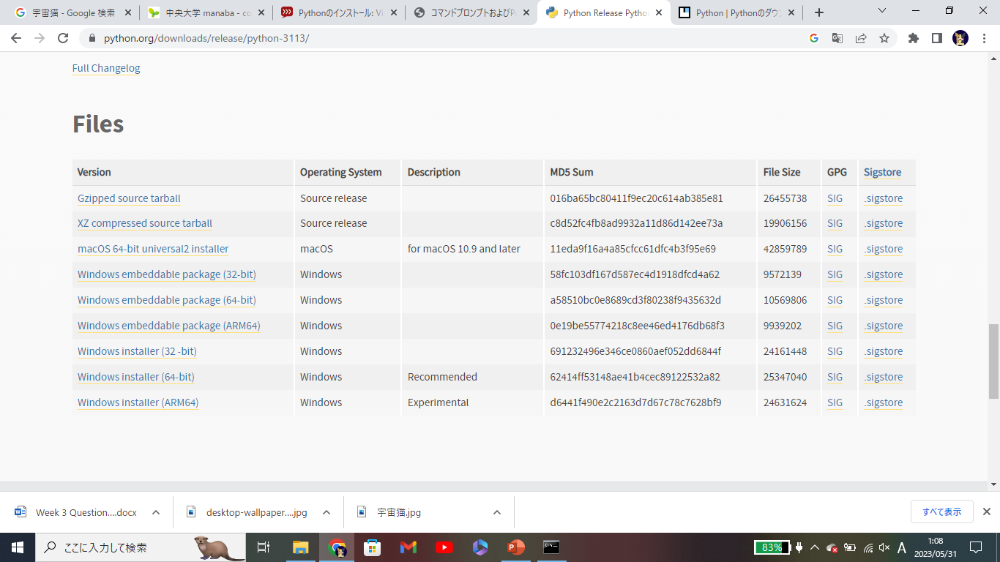 宇宙猫 - Google 検索
中央大学 manaba - co
Pythonのインストール: Vi
コマンドプロンプトおよびP
Python Release Pytho
Python | Pythonのダウン
python.org/downloads/release/python-3113/
Full Changelog
Files
Version Operating System Description MD5 Sum File Size GPG Sigstore
Gzipped source tarball Source release 016ba65bc80411f9ec20c614ab385e81 26455738 SIG .sigstore
XZ compressed source tarball Source release c8d52fc4fb8ad9932a11d86d142ee73a 19906156 SIG .sigstore
macOS 64-bit universal2 installer macOS for macOS 10.9 and later 11eda9f16a4a85cfcc61dfc4b3f95e69 42859789 SIG .sigstore
Windows embeddable package (32-bit) Windows 58fc103df167d587ec4d1918dfcd4a62 9572139 SIG .sigstore
Windows embeddable package (64-bit) Windows a58510bc0e8689cd3f80238f9435632d 10569806 SIG .sigstore
Windows embeddable package (ARM64) Windows 0e19be55774218c8ee46ed4176db68f3 9939202 SIG .sigstore
Windows installer (32 -bit) Windows 691232496e346ce0860aef052dd6844f 24161448 SIG .sigstore
Windows installer (64-bit) Windows Recommended 62414ff53148ae41b4cec89122532a82 25347040 SIG .sigstore
Windows installer (ARM64) Windows Experimental d6441f490e2c2163d7d67c78c7628bf9 24631624 SIG .sigstore
Week 3 Question....docx
desktop-wallpaper....jpg
宇宙猫.jpg
すべて表示
ここに入力して検索
83%
A
1:08
2023/05/31